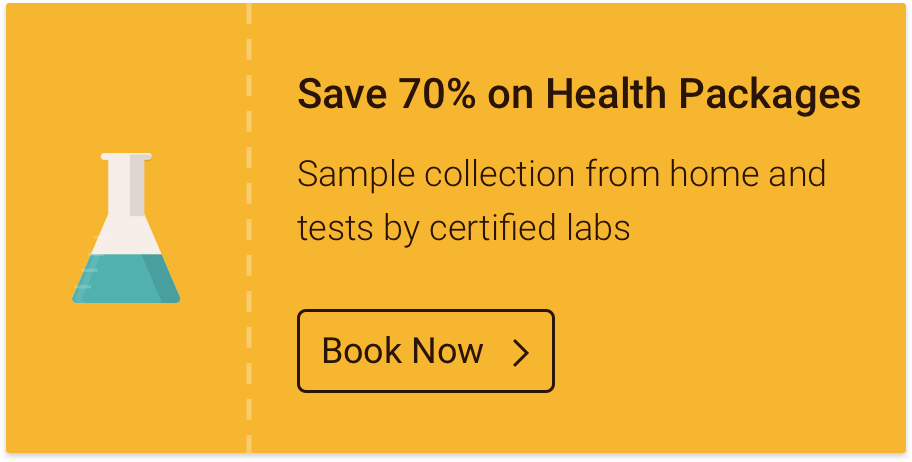 Save 70% on Health Packages
Sample collection from home and
tests by certified labs
Book Now